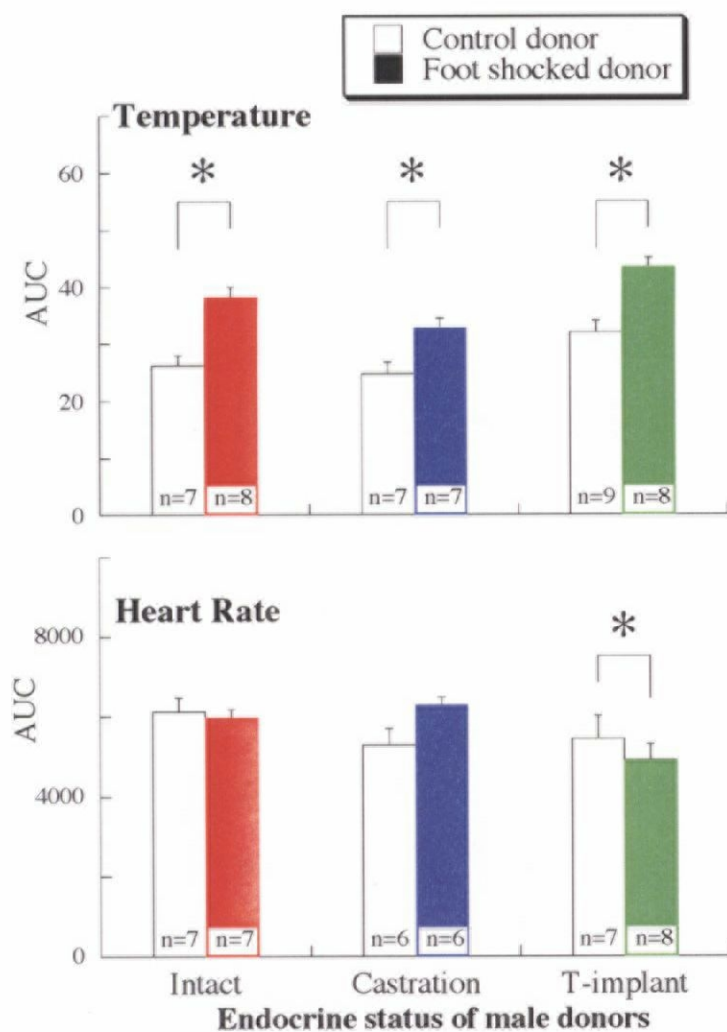 Control donor
Foot shocked donor
Temperature
60
40
20
0
AUC
*
*
*
n=7 n=8
n=7 n=7
n=9 n=8
Heart Rate
8000
4000
0
AUC
*
n=7 n=7
n=6 n=6
n=7 n=8
Intact Castration T-implant
Endocrine status of male donors